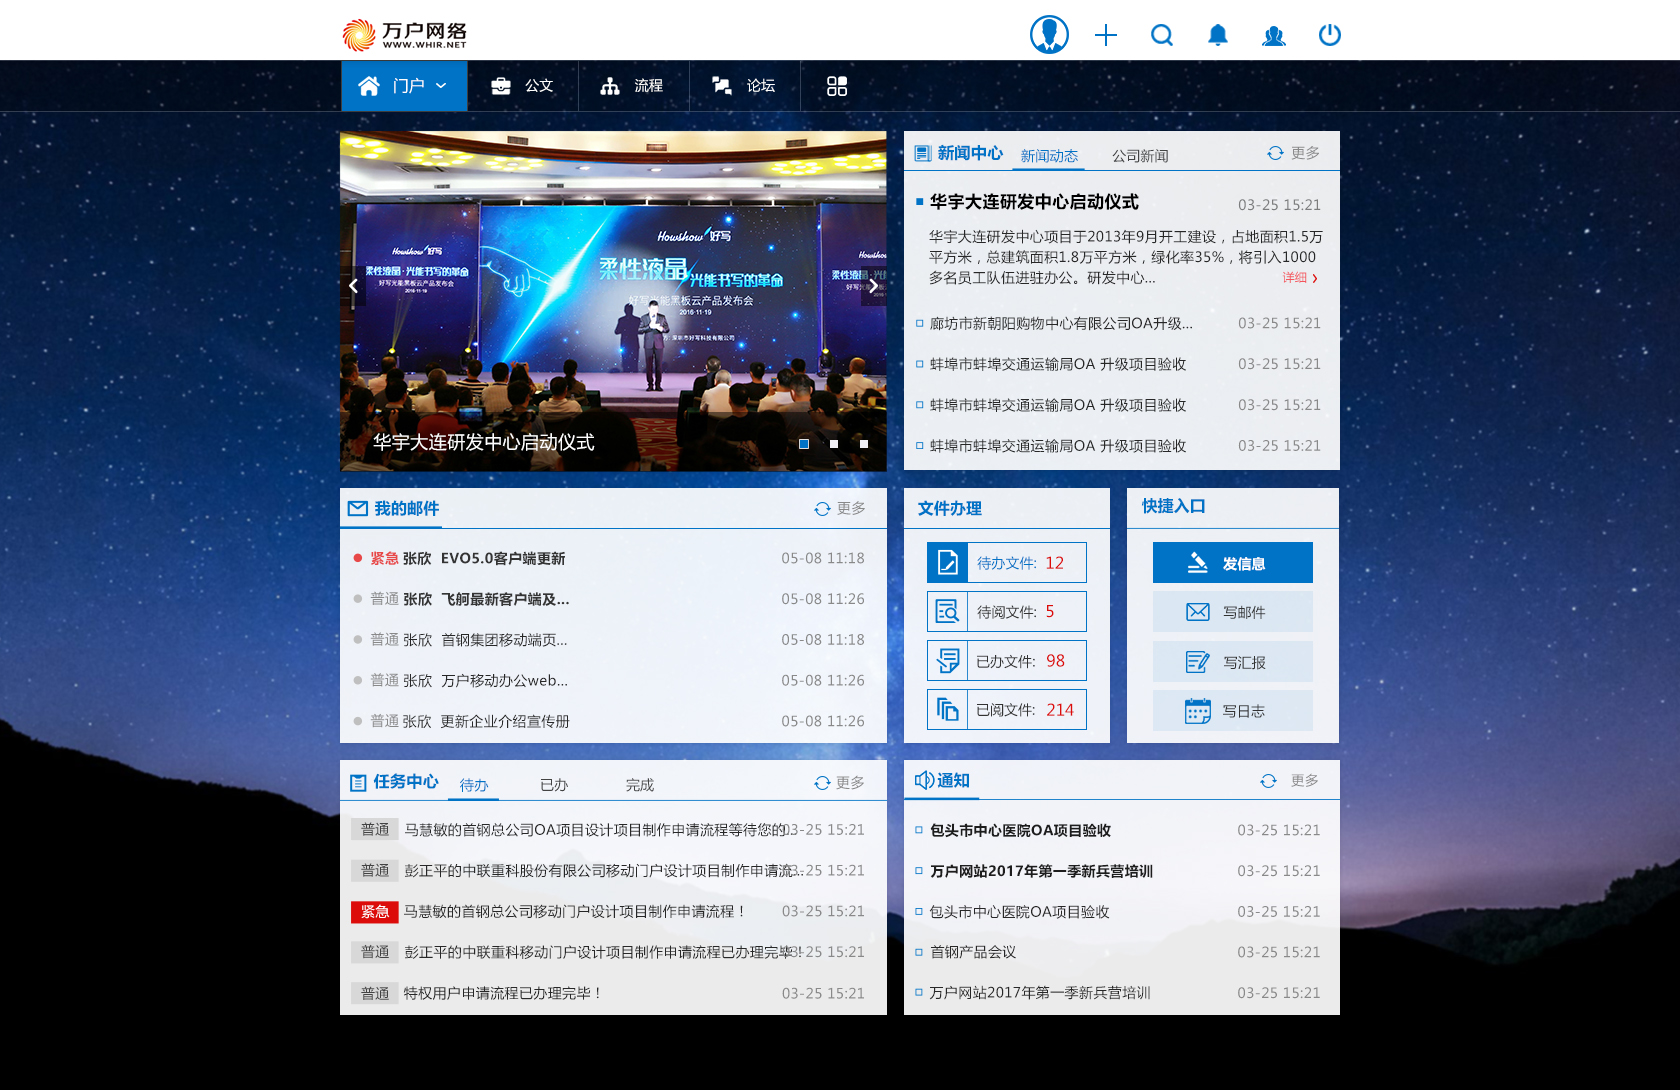 万户网络
WWW.WHIR.NET
门户
公文
流程
论坛
Howshow 好写
柔性液晶·光能书写的革命
好写光能黑板云产品发布会
2016·11·19
Howshow 好写
柔性液晶 光能书写的革命
好写光能黑板云产品发布会
2016·11·19
华宇大连研发中心启动仪式
新闻中心 新闻动态 公司新闻 更多
华宇大连研发中心启动仪式 03-25 15:21
华宇大连研发中心项目于2013年9月开工建设，占地面积1.5万
平方米，总建筑面积1.8万平方米，绿化率35%，将引入1000
多名员工队伍进驻办公。研发中心... 详细
廊坊市新朝阳购物中心有限公司OA升级... 03-25 15:21
蚌埠市蚌埠交通运输局OA 升级项目验收 03-25 15:21
蚌埠市蚌埠交通运输局OA 升级项目验收 03-25 15:21
蚌埠市蚌埠交通运输局OA 升级项目验收 03-25 15:21
我的邮件 更多
紧急 张欣 EVO5.0客户端更新 05-08 11:18
普通 张欣 飞舸最新客户端及... 05-08 11:26
普通 张欣 首钢集团移动端页... 05-08 11:18
普通 张欣 万户移动办公web... 05-08 11:26
普通 张欣 更新企业介绍宣传册 05-08 11:26
文件办理
待办文件: 12
待阅文件: 5
已办文件: 98
已阅文件: 214
快捷入口
发信息
写邮件
写汇报
写日志
任务中心 待办 已办 完成 更多
普通 马慧敏的首钢总公司OA项目设计项目制作申请流程等待您的 03-25 15:21
普通 彭正平的中联重科股份有限公司移动门户设计项目制作申请流... 03-25 15:21
紧急 马慧敏的首钢总公司移动门户设计项目制作申请流程！ 03-25 15:21
普通 彭正平的中联重科移动门户设计项目制作申请流程已办理完毕！ 03-25 15:21
普通 特权用户申请流程已办理完毕！ 03-25 15:21
通知 更多
包头市中心医院OA项目验收 03-25 15:21
万户网站2017年第一季新兵营培训 03-25 15:21
包头市中心医院OA项目验收 03-25 15:21
首钢产品会议 03-25 15:21
万户网站2017年第一季新兵营培训 03-25 15:21